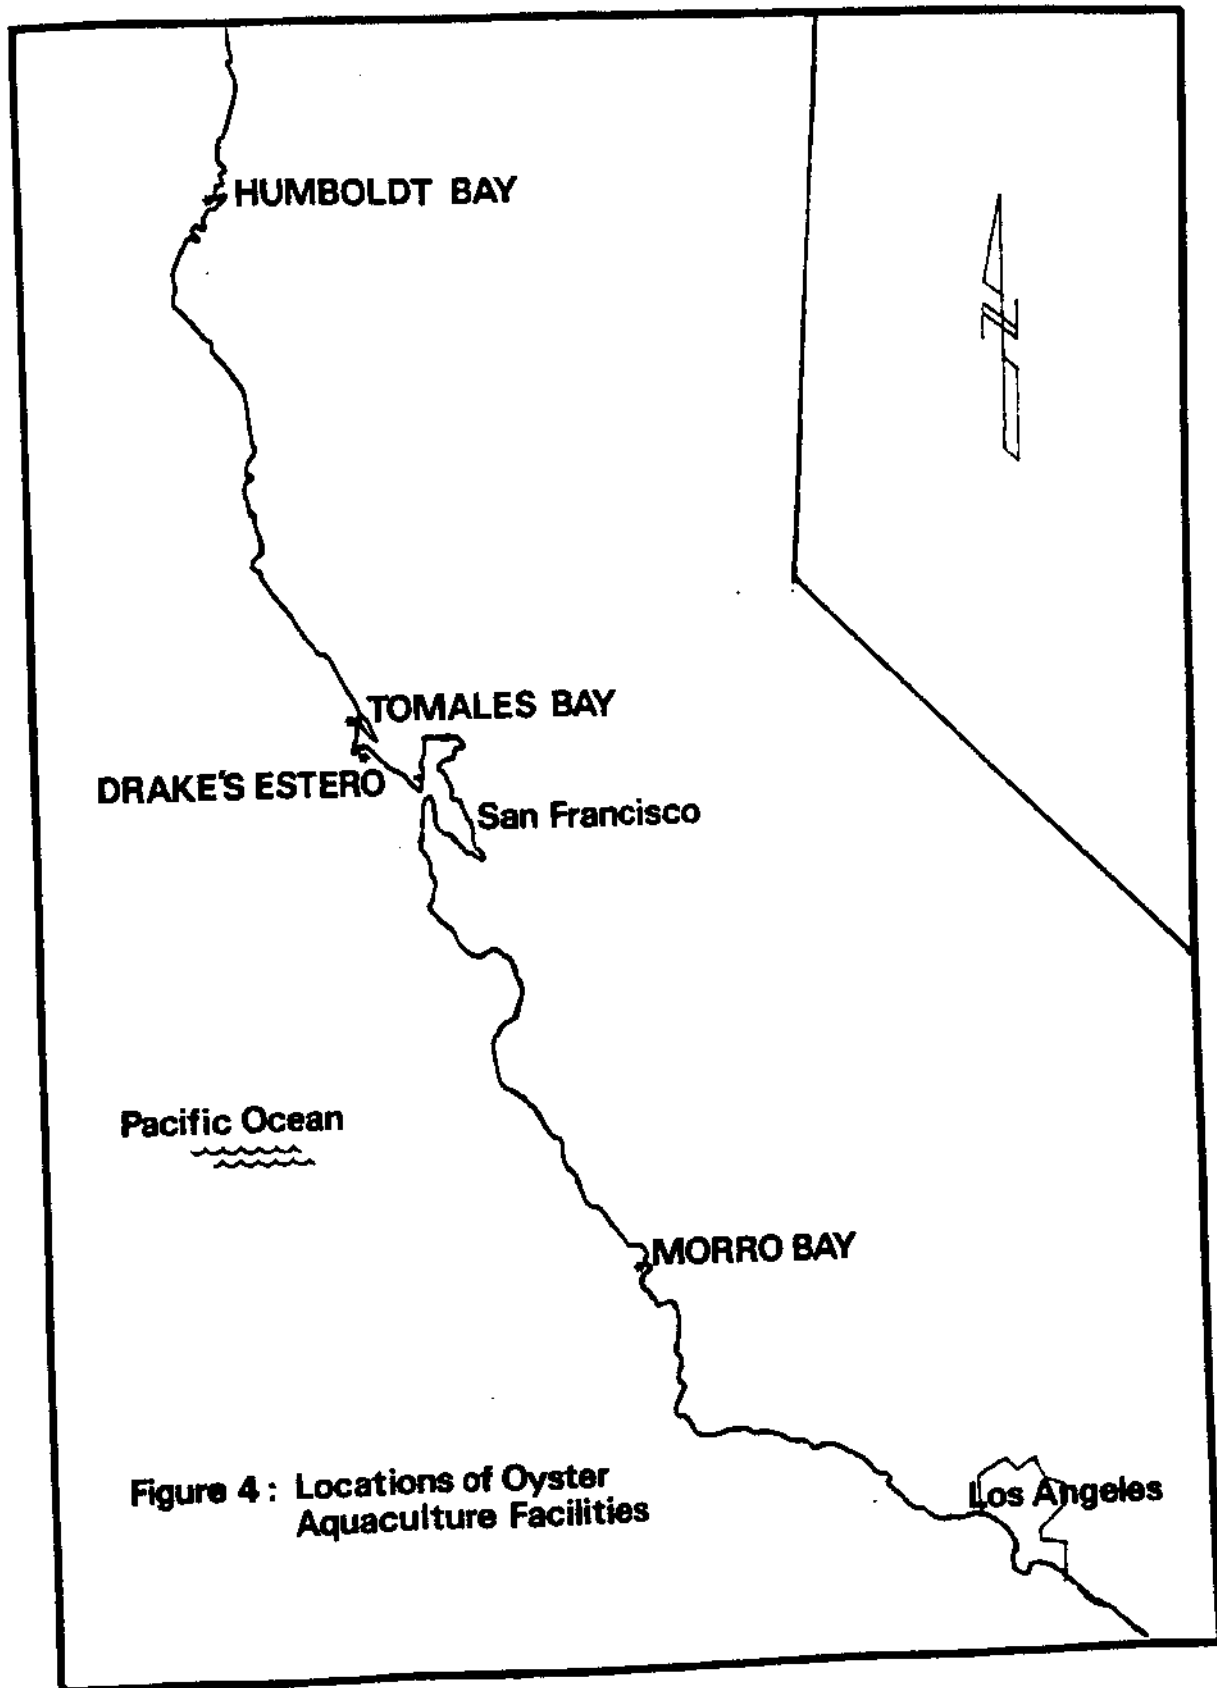 HUMBOLDT BAY
N
TOMALES BAY
DRAKE'S ESTERO
San Francisco
Pacific Ocean
MORRO BAY
Figure 4 : Locations of Oyster
Aquaculture Facilities
Los Angeles